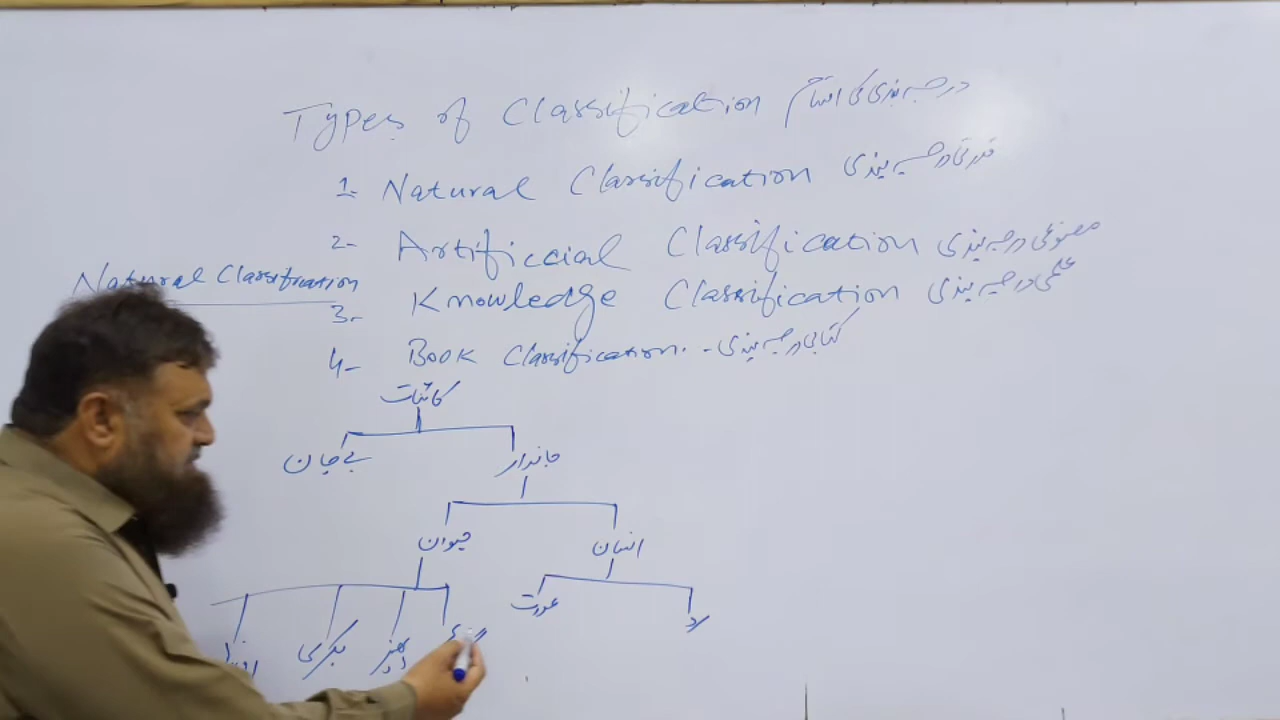 Types of Classification درجہ بندی کی اقسام
1- Natural Classification قدرتی درجہ بندی
2- Artificcial Classification مصنوعی درجہ بندی
Natural Classification
3- Knowledge Classification علمی درجہ بندی
4- Book Classification. - کتابی درجہ بندی
کائنات
جاندار بے جان
انسان حیوان
مرد عورت
بکری